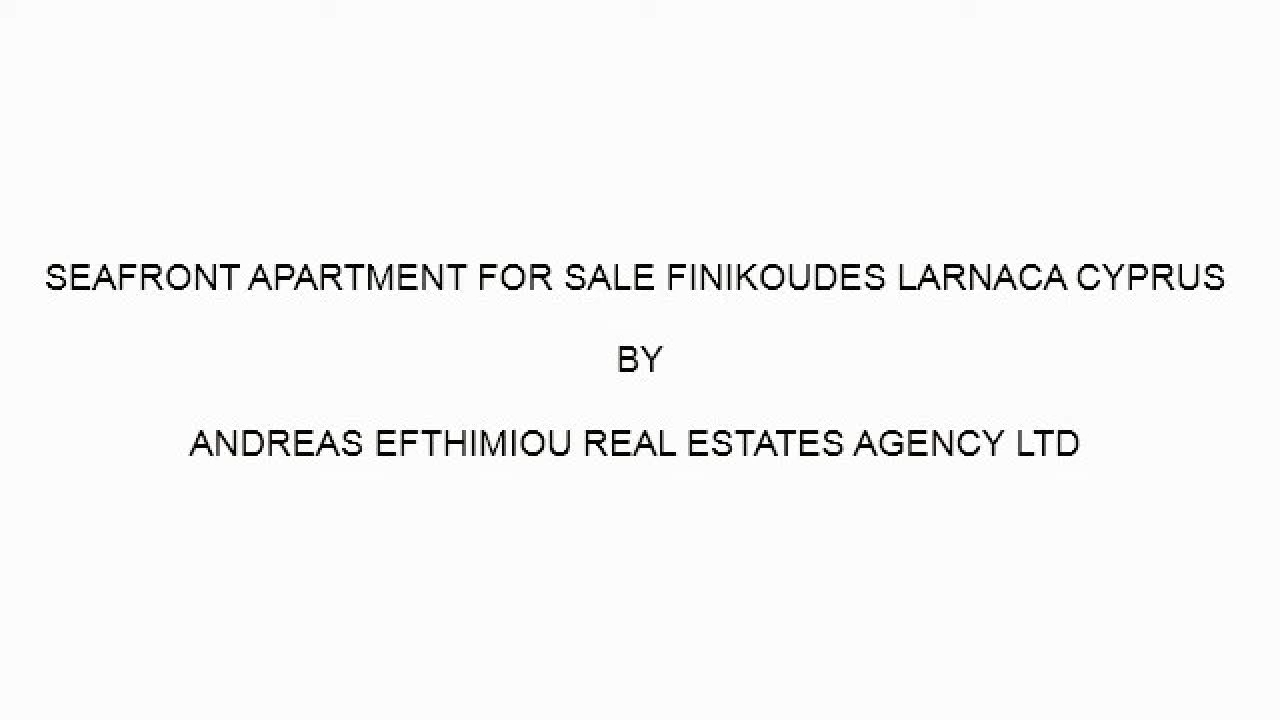 SEAFRONT APARTMENT FOR SALE FINIKOUDES LARNACA CYPRUS
BY
ANDREAS EFTHIMIOU REAL ESTATES AGENCY LTD